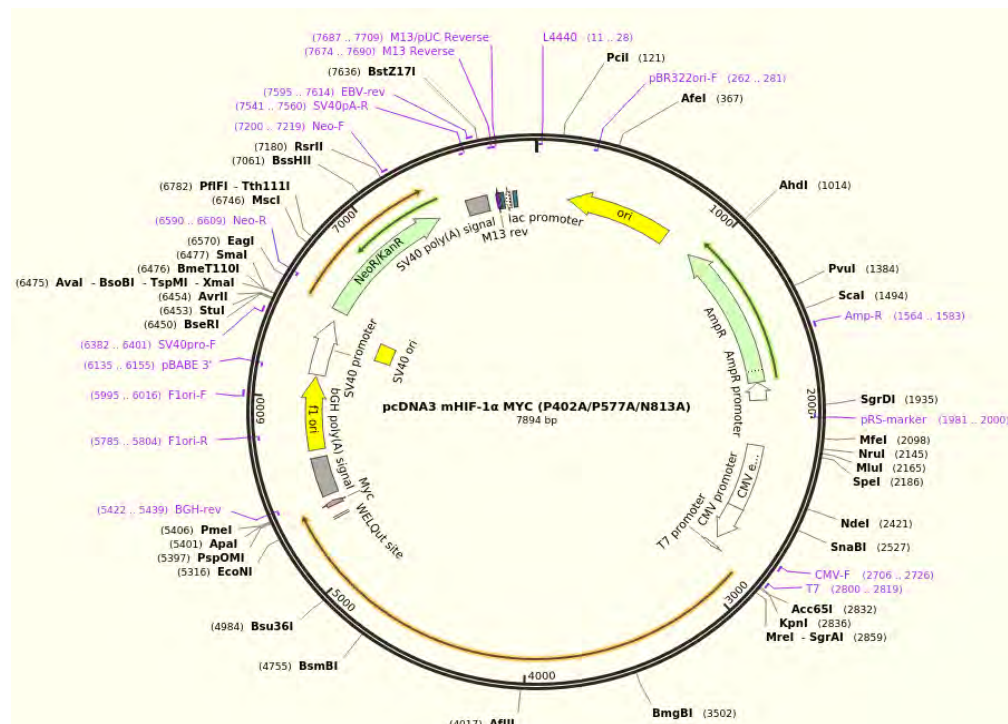 (7687 .. 7709) M13/pUC Reverse
(7674 .. 7690) M13 Reverse
(7636) BstZ17I
(7595 .. 7614) EBV-rev
(7541 .. 7560) SV40pA-R
(7200 .. 7219) Neo-F
(7180) RsrII
(7061) BssHII
(6782) PflFI - Tth111I
(6746) MscI
(6590 .. 6609) Neo-R
(6570) EagI
(6477) SmaI
(6476) BmeT110I
(6475) AvaI - BsoBI - TspMI - XmaI
(6454) AvrII
(6453) StuI
(6450) BseRI
(6382 .. 6401) SV40pro-F
(6135 .. 6155) pBABE 3'
(5995 .. 6016) F1ori-F
(5785 .. 5804) F1ori-R
(5422 .. 5439) BGH-rev
(5406) PmeI
(5401) ApaI
(5397) PspOMI
(5316) EcoNI
(4984) Bsu36I
(4755) BsmBI
(4017) AflII
L4440 (11 .. 28)
PciI (121)
pBR322ori-F (262 .. 281)
AfeI (367)
AhdI (1014)
PvuI (1384)
ScaI (1494)
Amp-R (1564 .. 1583)
SgrDI (1935)
pRS-marker (1981 .. 2000)
MfeI (2098)
NruI (2145)
MluI (2165)
SpeI (2186)
NdeI (2421)
SnaBI (2527)
CMV-F (2706 .. 2726)
T7 (2800 .. 2819)
Acc65I (2832)
KpnI (2836)
MreI - SgrAI (2859)
BmgBI (3502)
1000
2000
3000
4000
5000
6000
7000
SV40 poly(A) signal
M13 rev
lac promoter
ori
AmpR
AmpR promoter
CMV e...
CMV promoter
T7 promoter
NeoR/KanR
SV40 promoter
SV40 ori
f1 ori
bGH poly(A) signal
Myc
WELQut site
pcDNA3 mHIF-1α MYC (P402A/P577A/N813A)
7894 bp